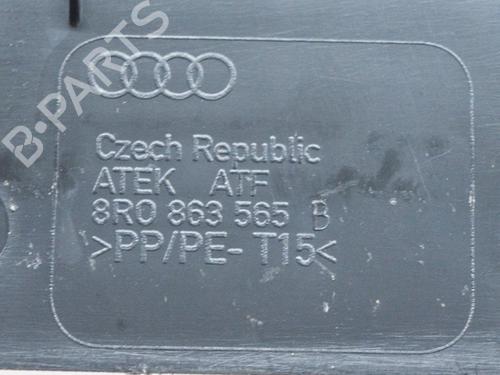 B-PARTS
Czech Republic
ATEK ATF
8R0 863 565 B
>PP/PE-T15<